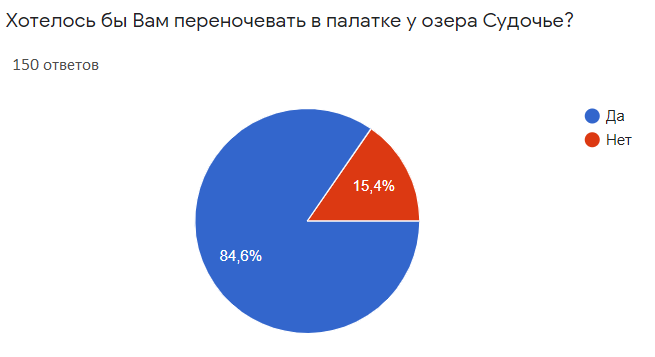 Хотелось бы Вам переночевать в палатке у озера Судочье?
150 ответов
Да
Нет
15,4%
84,6%